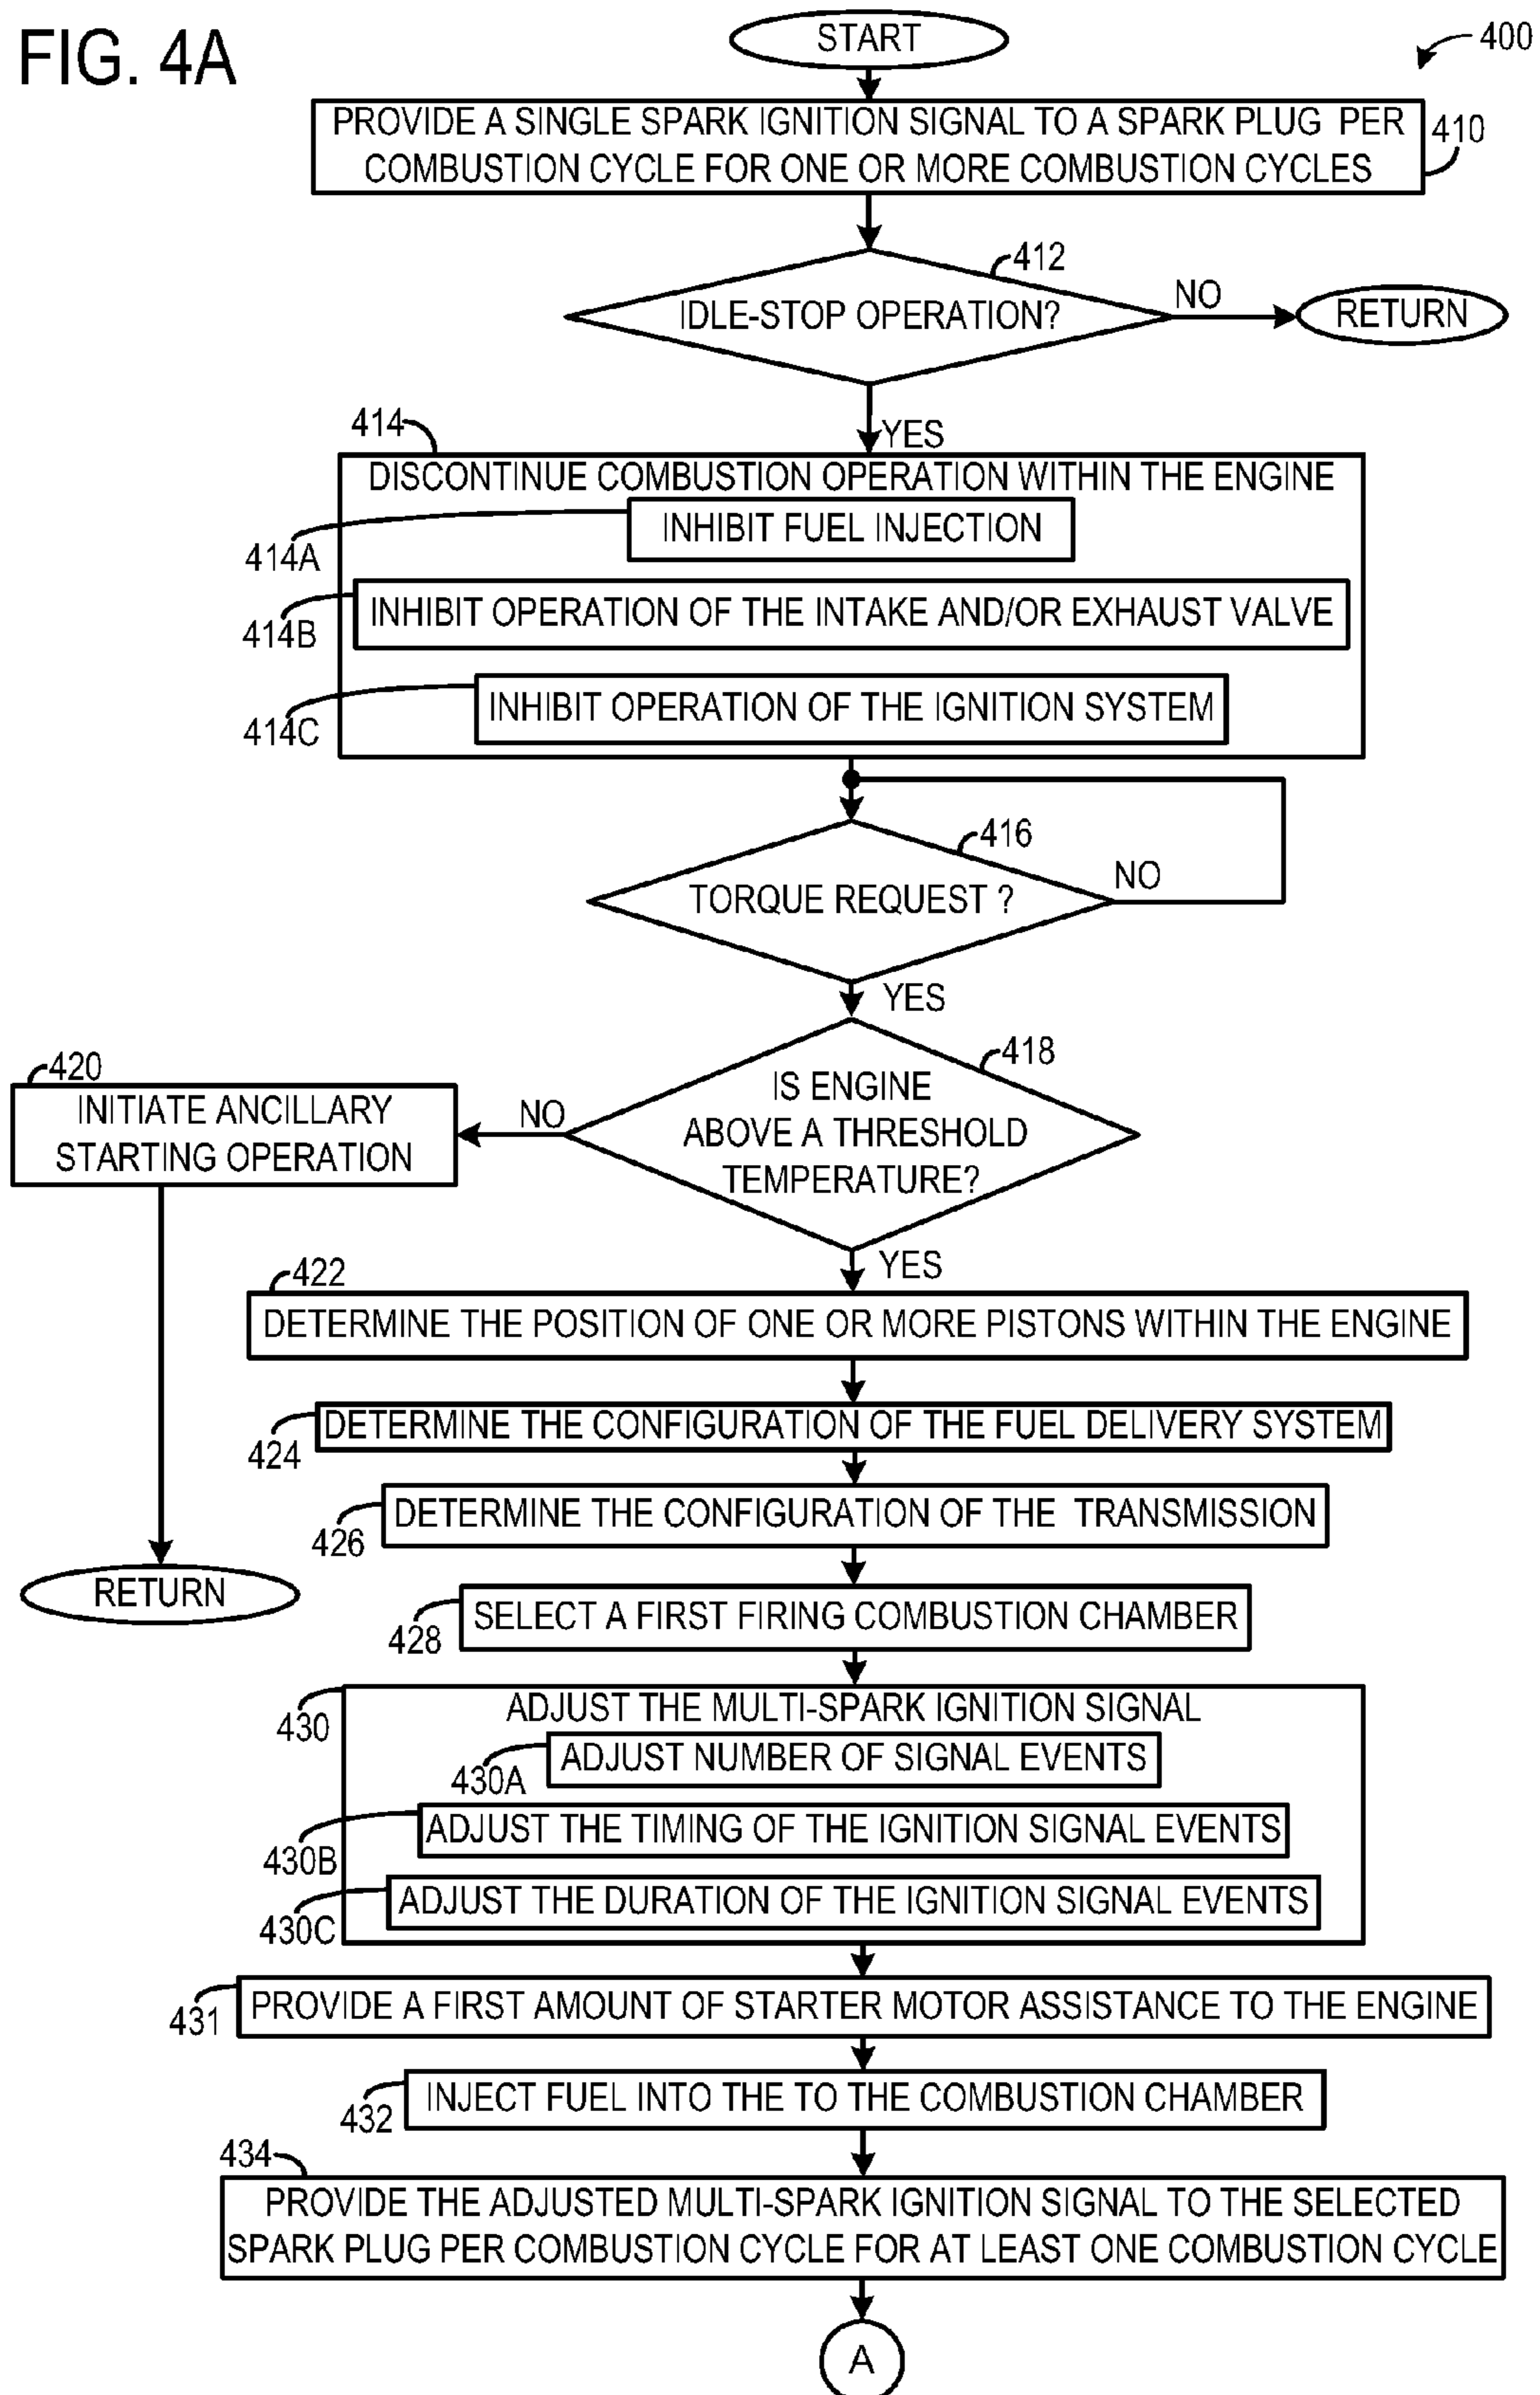 FIG. 4A
START
400
PROVIDE A SINGLE SPARK IGNITION SIGNAL TO A SPARK PLUG PER
COMBUSTION CYCLE FOR ONE OR MORE COMBUSTION CYCLES
410
412
IDLE-STOP OPERATION?
NO
RETURN
YES
414
DISCONTINUE COMBUSTION OPERATION WITHIN THE ENGINE
INHIBIT FUEL INJECTION
414A
INHIBIT OPERATION OF THE INTAKE AND/OR EXHAUST VALVE
414B
INHIBIT OPERATION OF THE IGNITION SYSTEM
414C
416
TORQUE REQUEST ?
NO
YES
418
IS ENGINE
ABOVE A THRESHOLD
TEMPERATURE?
NO
420
INITIATE ANCILLARY
STARTING OPERATION
RETURN
YES
422
DETERMINE THE POSITION OF ONE OR MORE PISTONS WITHIN THE ENGINE
DETERMINE THE CONFIGURATION OF THE FUEL DELIVERY SYSTEM
424
DETERMINE THE CONFIGURATION OF THE TRANSMISSION
426
SELECT A FIRST FIRING COMBUSTION CHAMBER
428
ADJUST THE MULTI-SPARK IGNITION SIGNAL
430
ADJUST NUMBER OF SIGNAL EVENTS
430A
ADJUST THE TIMING OF THE IGNITION SIGNAL EVENTS
430B
ADJUST THE DURATION OF THE IGNITION SIGNAL EVENTS
430C
PROVIDE A FIRST AMOUNT OF STARTER MOTOR ASSISTANCE TO THE ENGINE
431
INJECT FUEL INTO THE TO THE COMBUSTION CHAMBER
432
434
PROVIDE THE ADJUSTED MULTI-SPARK IGNITION SIGNAL TO THE SELECTED
SPARK PLUG PER COMBUSTION CYCLE FOR AT LEAST ONE COMBUSTION CYCLE
A